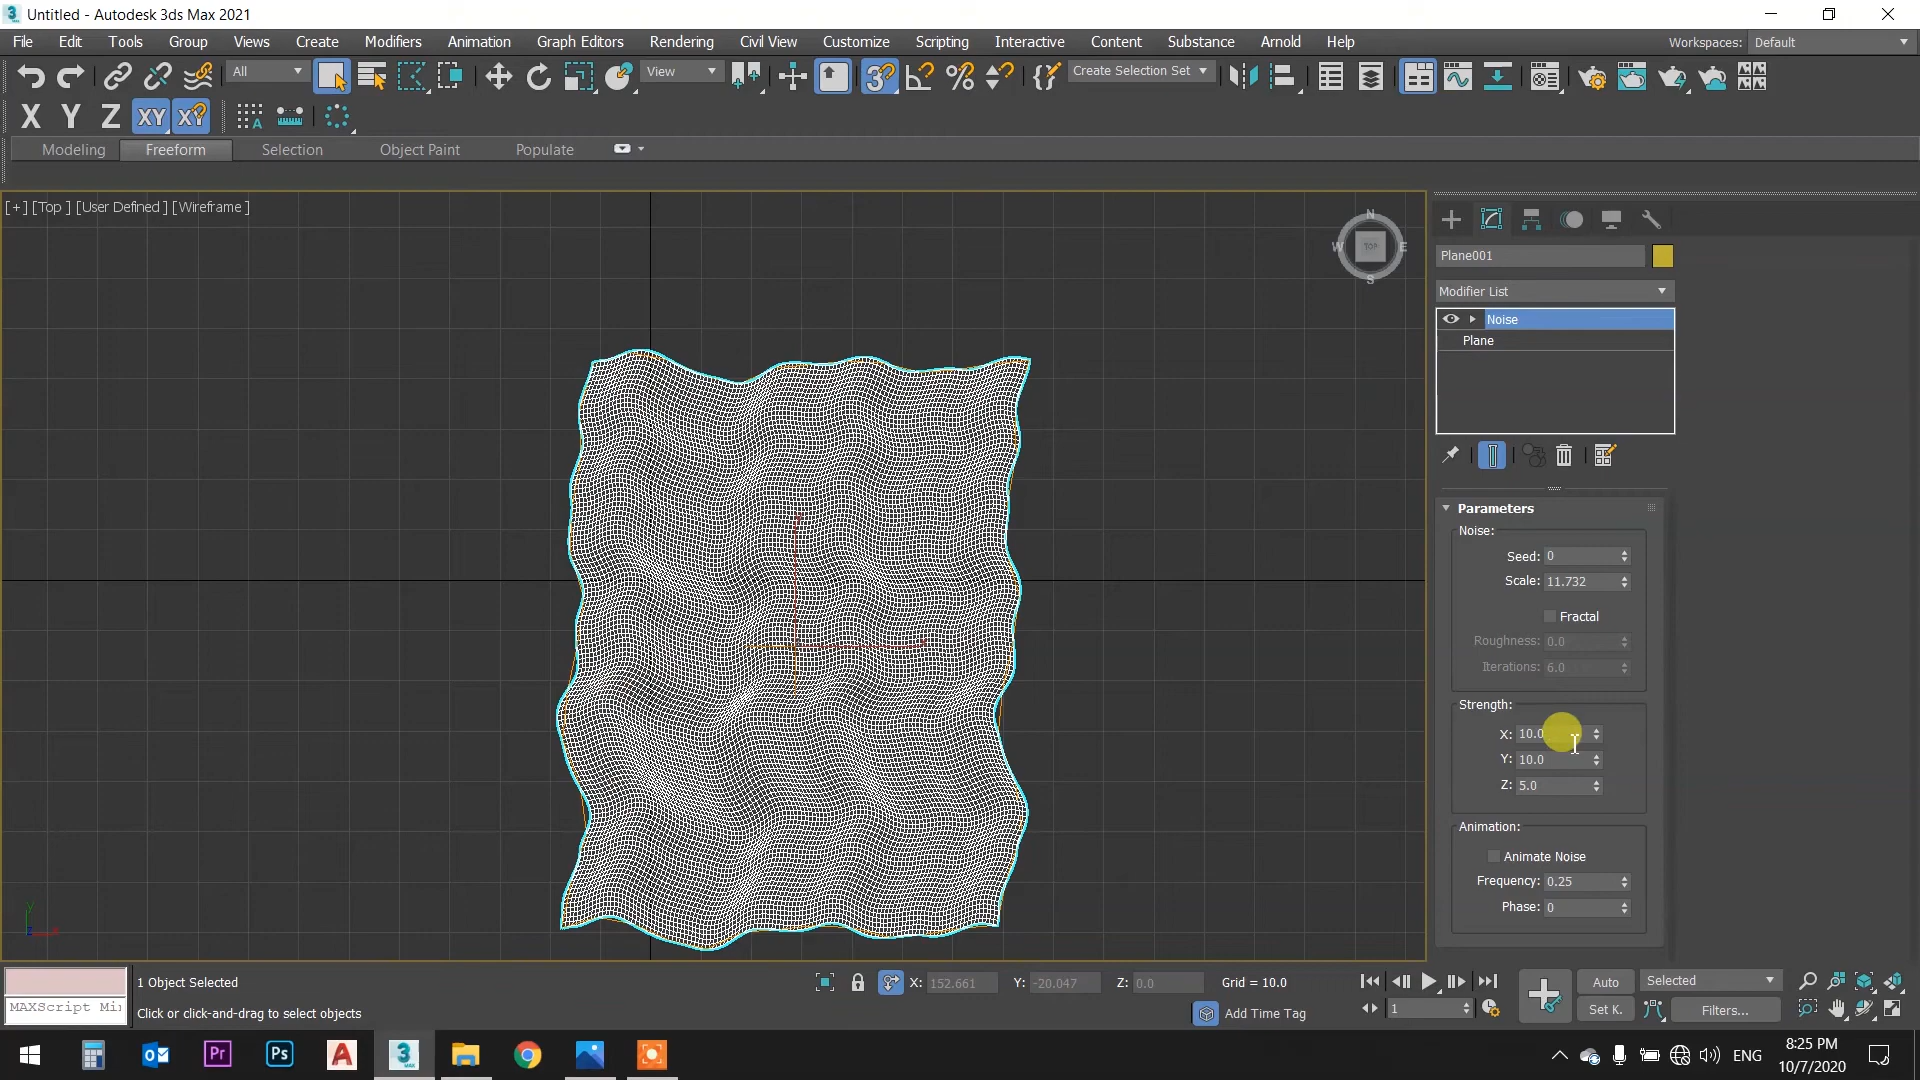 Untitled - Autodesk 3ds Max 2021
File Edit Tools Group Views Create Modifiers Animation Graph Editors Rendering Civil View Customize Scripting Interactive Content Substance Arnold Help Workspaces: Default
All View Create Selection Set
X Y Z XY XY
Modeling Freeform Selection Object Paint Populate
[+] [Top ] [User Defined ] [Wireframe ]
N
W TOP E
S
Plane001
Modifier List
Noise
Plane
Parameters
Noise:
Seed: 0
Scale: 11.732
Fractal
Roughness: 0.0
Iterations: 6.0
Strength:
X: 10.0
Y: 10.0
Z: 5.0
Animation:
Animate Noise
Frequency: 0.25
Phase: 0
1 Object Selected X: 152.661 Y: -20.047 Z: 0.0 Grid = 10.0 Auto Selected
MAXScript Mi
Click or click-and-drag to select objects Add Time Tag 1 Set K. Filters...
8:25 PM
ENG
10/7/2020